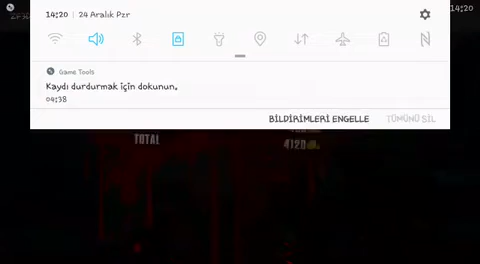 14:20
14:20 | 24 Aralık Pzr
Game Tools
Kaydı durdurmak için dokunun.
04:38
BİLDİRİMLERİ ENGELLE
TÜMÜNÜ SİL
TOTAL
4120